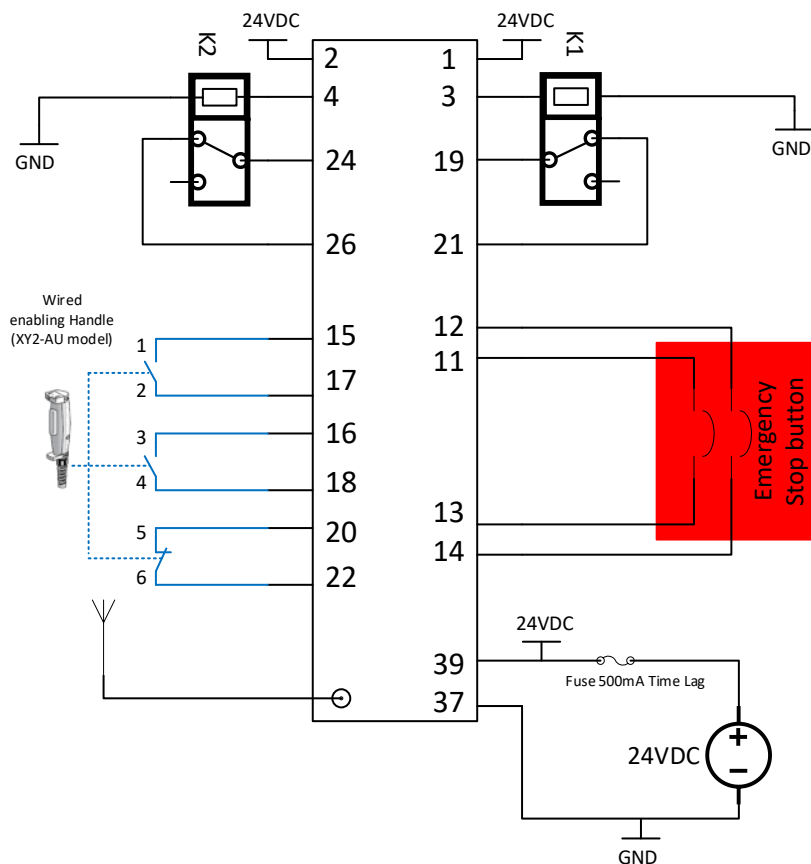 24VDC
24VDC
K2
K1
2
1
4
3
GND
GND
24
19
26
21
Wired
enabling Handle
(XY2-AU model)
1
2
3
4
5
6
15
17
16
18
20
22
12
11
13
14
Emergency
Stop button
24VDC
39
37
Fuse 500mA Time Lag
24VDC
GND